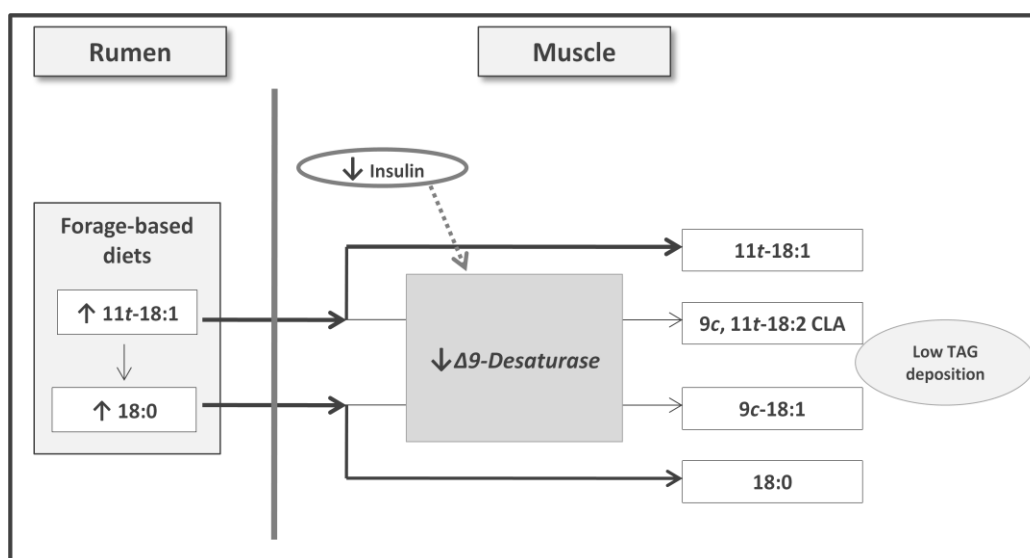 Rumen
Muscle
↓ Insulin
Forage-based
diets
↑ 11t-18:1
↑ 18:0
↓ Δ9-Desaturase
11t-18:1
9c, 11t-18:2 CLA
9c-18:1
18:0
Low TAG
deposition